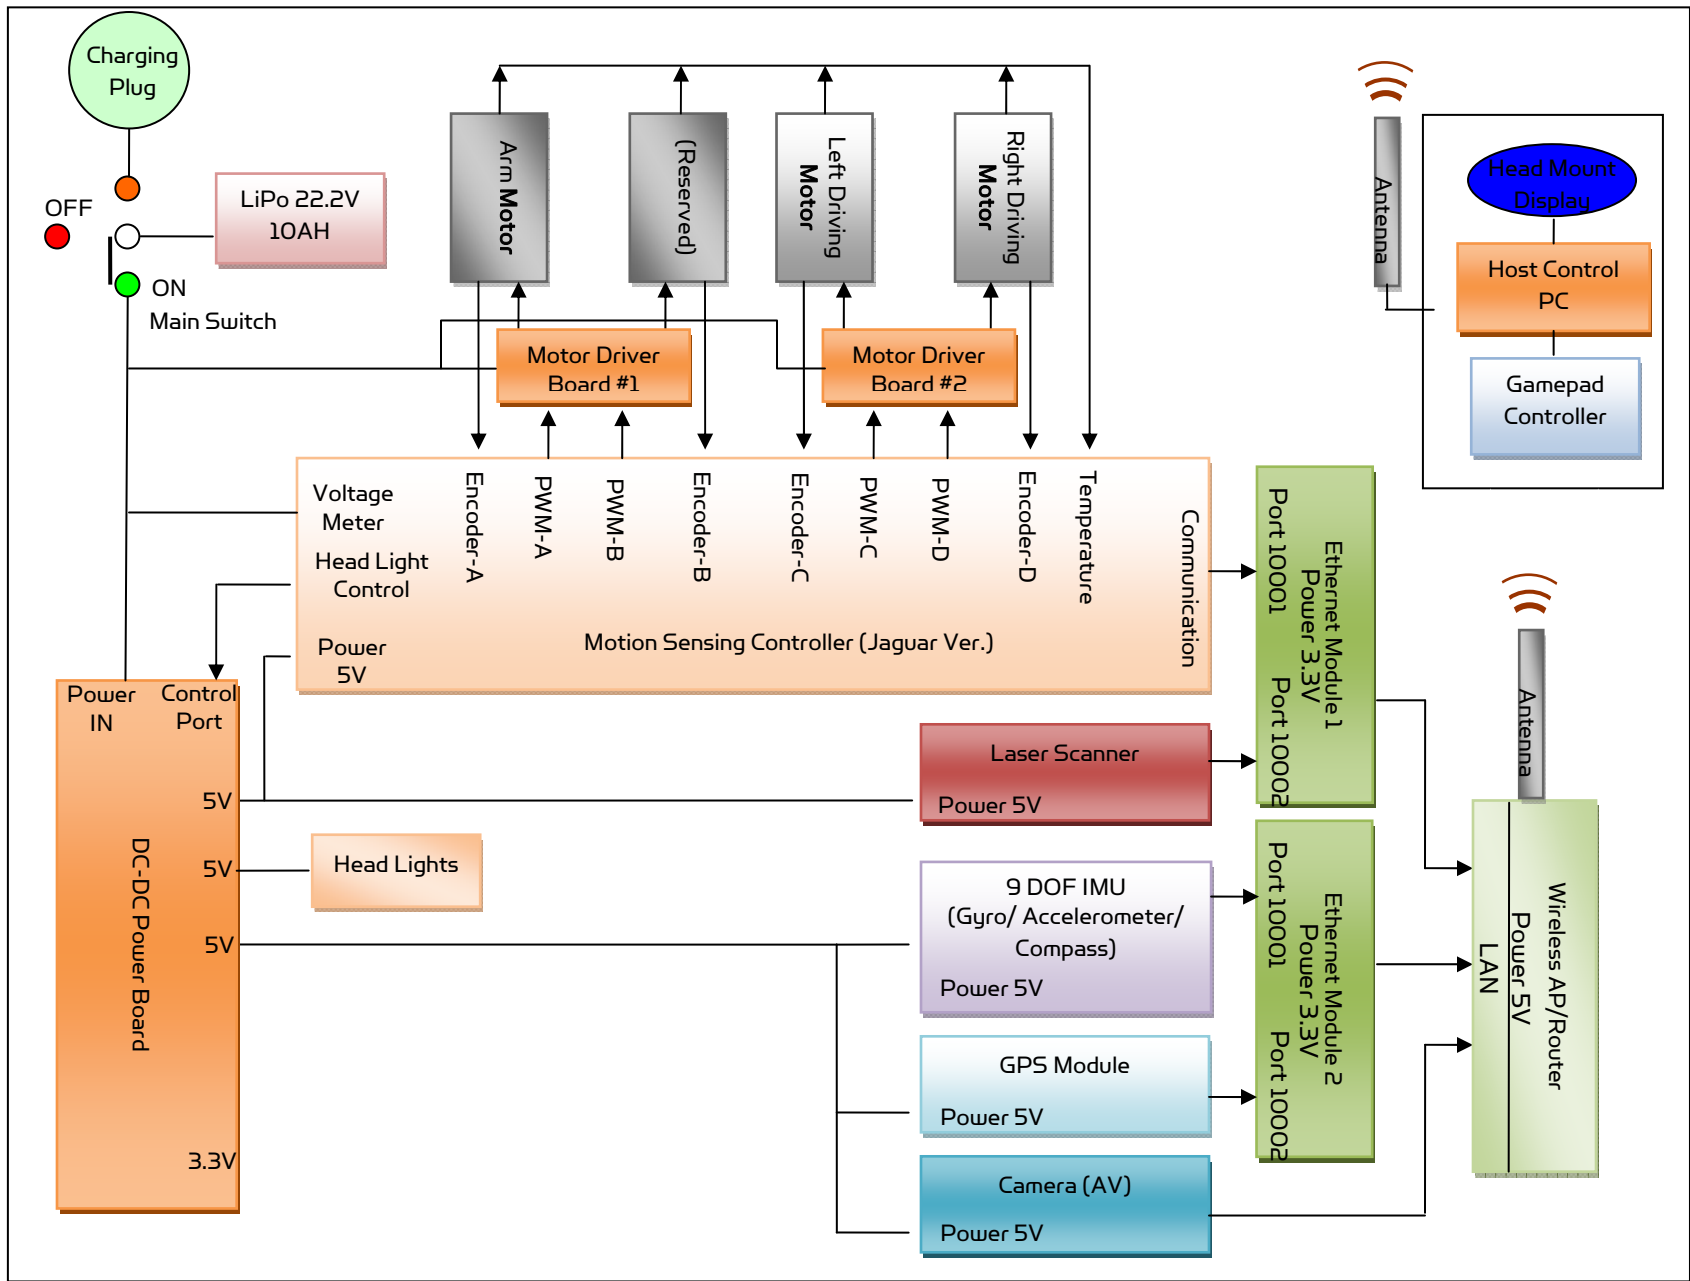 Charging
Plug
OFF
LiPo 22.2V
10AH
ON
Main Switch
Arm Motor
(Reserved)
Left Driving
Motor
Right Driving
Motor
Motor Driver
Board #1
Motor Driver
Board #2
Antenna
Head Mount
Display
Host Control
PC
Gamepad
Controller
Voltage
Meter
Head Light
Control
Power
5V
Encoder-A
PWM-A
PWM-B
Encoder-B
Encoder-C
PWM-C
PWM-D
Encoder-D
Temperature
Communication
Motion Sensing Controller (Jaguar Ver.)
Ethernet Module 1
Power 3.3V
Port 10001
Port 10002
Power
IN
Control
Port
5V
5V
5V
3.3V
DC-DC Power Board
Head Lights
Laser Scanner
Power 5V
9 DOF IMU
(Gyro/ Accelerometer/
Compass)
Power 5V
GPS Module
Power 5V
Camera (AV)
Power 5V
Ethernet Module 2
Power 3.3V
Port 10001
Port 10002
Antenna
Wireless AP/Router
Power 5V
LAN